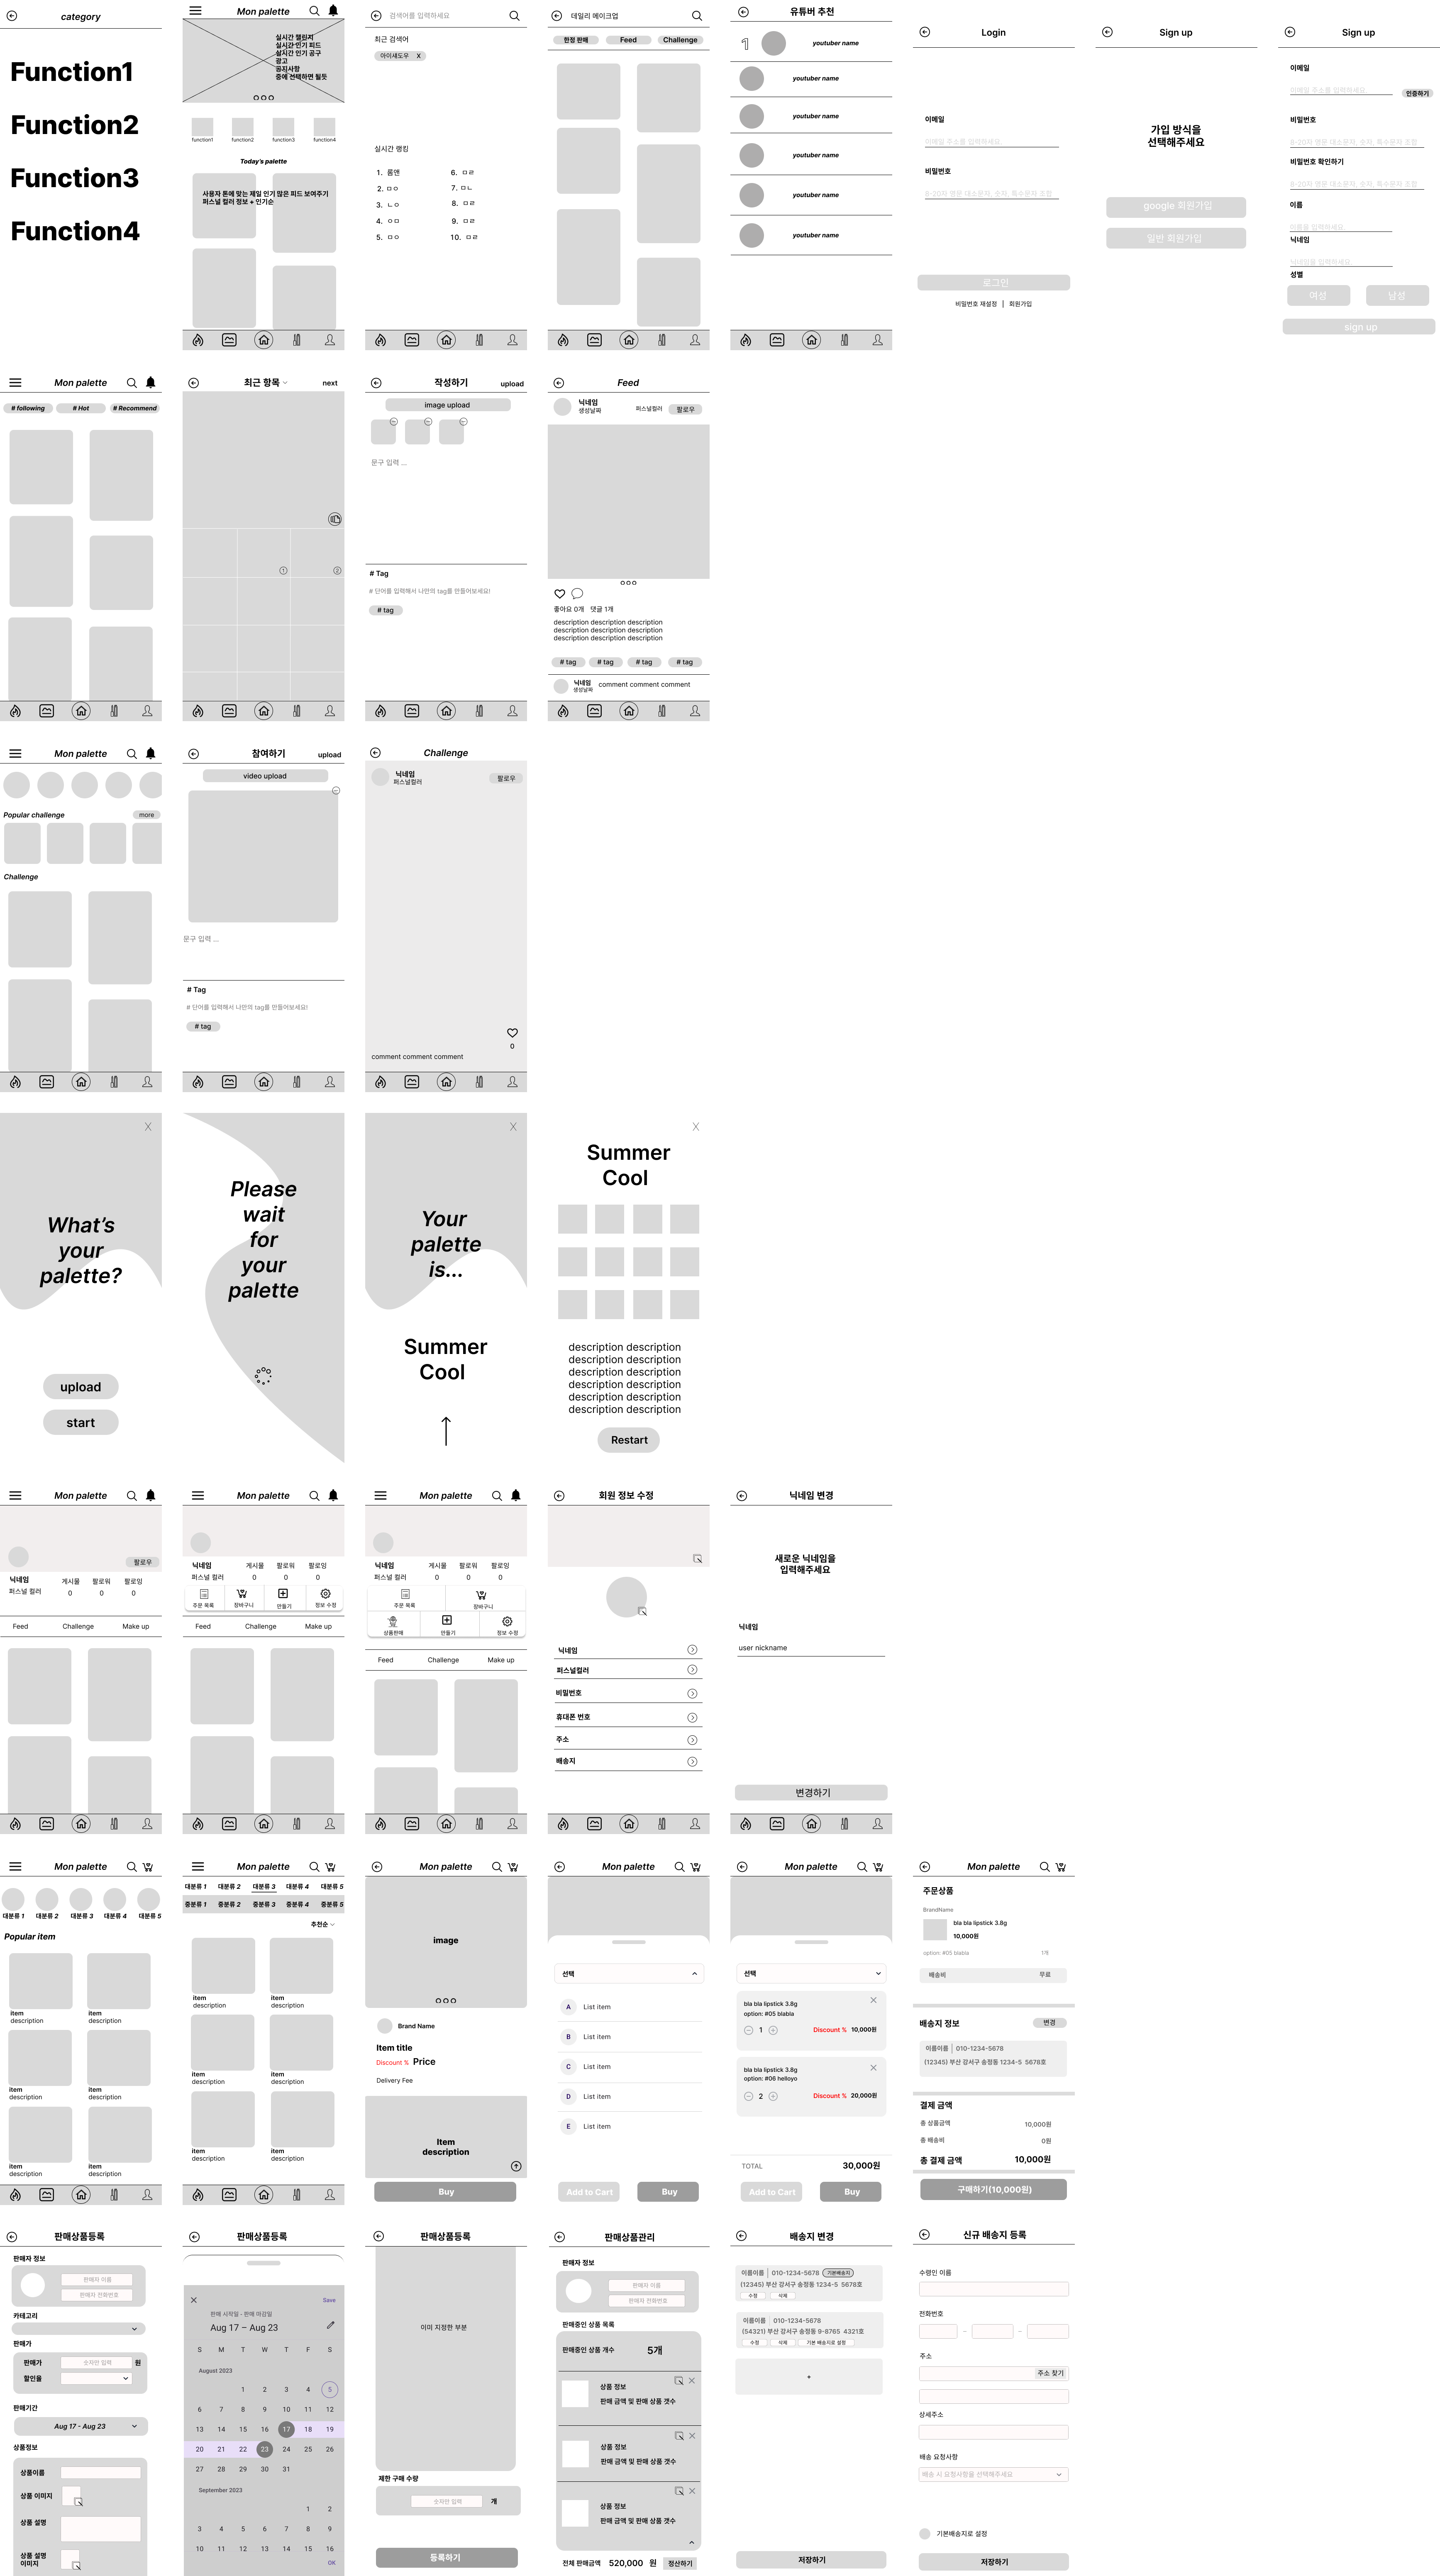 category
Function1
Function2
Function3
Function4
Mon palette
실시간 챌린지
실시간 인기 피드
실시간 인기 공구
광고
공지사항
중에 선택하면 될듯
function1 function2 function3 function4
Today's palette
사용자 톤에 맞는 제일 인기 많은 피드 보여주기
퍼스널 컬러 정보 + 인기순
검색어를 입력하세요
최근 검색어
아이섀도우 X
실시간 랭킹
1. 롬앤
2. ㅁㅇ
3. ㄴㅇ
4. ㅇㅁ
5. ㅁㅇ
6. ㅁㄹ
7. ㅁㄴ
8. ㅁㄹ
9. ㅁㄹ
10. ㅁㄹ
데일리 메이크업
한정 판매 Feed Challenge
유튜버 추천
1 youtuber name
youtuber name
youtuber name
youtuber name
youtuber name
youtuber name
Login
이메일
이메일 주소를 입력하세요.
비밀번호
8-20자 영문 대소문자, 숫자, 특수문자 조합
로그인
비밀번호 재설정 | 회원가입
Sign up
가입 방식을
선택해주세요
google 회원가입
일반 회원가입
Sign up
이메일
이메일 주소를 입력하세요. 인증하기
비밀번호
8-20자 영문 대소문자, 숫자, 특수문자 조합
비밀번호 확인하기
8-20자 영문 대소문자, 숫자, 특수문자 조합
이름
이름을 입력하세요.
닉네임
닉네임을 입력하세요.
성별
여성 남성
sign up
Mon palette
# following # Hot # Recommend
최근 항목 next
1 2
작성하기 upload
image upload
문구 입력 ...
# Tag
# 단어를 입력해서 나만의 tag를 만들어보세요!
# tag
Feed
닉네임
생성날짜
퍼스널컬러 팔로우
좋아요 0개 댓글 1개
description description description
description description description
description description description
# tag # tag # tag # tag
닉네임 comment comment comment
생성날짜
Mon palette
Popular challenge more
Challenge
참여하기 upload
video upload
문구 입력 ...
# Tag
# 단어를 입력해서 나만의 tag를 만들어보세요!
# tag
Challenge
닉네임
퍼스널컬러
팔로우
0
comment comment comment
X
What's
your
palette?
upload
start
Please
wait
for
your
palette
X
Your
palette
is...
Summer
Cool
X
Summer
Cool
description description
description description
description description
description description
description description
description description
Restart
Mon palette
팔로우
닉네임 게시물 팔로워 팔로잉
퍼스널 컬러 0 0 0
Feed Challenge Make up
Mon palette
닉네임 게시물 팔로워 팔로잉
퍼스널 컬러 0 0 0
주문 목록 장바구니 만들기 정보 수정
Feed Challenge Make up
Mon palette
닉네임 게시물 팔로워 팔로잉
퍼스널 컬러 0 0 0
주문 목록 장바구니
상품판매 만들기 정보 수정
Feed Challenge Make up
회원 정보 수정
닉네임
퍼스널컬러
비밀번호
휴대폰 번호
주소
배송지
닉네임 변경
새로운 닉네임을
입력해주세요
닉네임
user nickname
변경하기
Mon palette
대분류 1 대분류 2 대분류 3 대분류 4 대분류 5
Popular item
item item
description description
item item
description description
item item
description description
Mon palette
대분류 1 대분류 2 대분류 3 대분류 4 대분류 5
중분류 1 중분류 2 중분류 3 중분류 4 중분류 5
추천순
item item
description description
item item
description description
item item
description description
Mon palette
image
Brand Name
Item title
Discount % Price
Delivery Fee
Item
description
Buy
Mon palette
선택
A List item
B List item
C List item
D List item
E List item
Add to Cart Buy
Mon palette
선택
bla bla lipstick 3.8g
option: #05 blabla
1 Discount % 10,000원
bla bla lipstick 3.8g
option: #06 helloyo
2 Discount % 20,000원
TOTAL 30,000원
Add to Cart Buy
Mon palette
주문상품
BrandName
bla bla lipstick 3.8g
10,000원
option: #05 blabla 1개
배송비 무료
배송지 정보 변경
이름이름 | 010-1234-5678
(12345) 부산 강서구 송정동 1234-5 5678호
결제 금액
총 상품금액 10,000원
총 배송비 0원
총 결제 금액 10,000원
구매하기(10,000원)
판매상품등록
판매자 정보
판매자 이름
판매자 전화번호
카테고리
판매가
판매가 숫자만 입력 원
할인율
판매기간
Aug 17 - Aug 23
상품정보
상품이름
상품 이미지
상품 설명
상품 설명
이미지
판매상품등록
Save
판매 시작일 - 판매 마감일
Aug 17 – Aug 23
S M T W T F S
August 2023
1 2 3 4 5
6 7 8 9 10 11 12
13 14 15 16 17 18 19
20 21 22 23 24 25 26
27 28 29 30 31
September 2023
1 2
3 4 5 6 7 8 9
10 11 12 13 14 15 16
OK
판매상품등록
이미 지정한 부분
제한 구매 수량
숫자만 입력 개
등록하기
판매상품관리
판매자 정보
판매자 이름
판매자 전화번호
판매중인 상품 목록
판매중인 상품 개수 5개
상품 정보
판매 금액 및 판매 상품 갯수
상품 정보
판매 금액 및 판매 상품 갯수
상품 정보
판매 금액 및 판매 상품 갯수
전체 판매금액 520,000 원 정산하기
배송지 변경
이름이름 | 010-1234-5678 기본배송지
(12345) 부산 강서구 송정동 1234-5 5678호
수정 삭제
이름이름 | 010-1234-5678
(54321) 부산 강서구 송정동 9-8765 4321호
수정 삭제 기본 배송지로 설정
+
저장하기
신규 배송지 등록
수령인 이름
전화번호
- -
주소
주소 찾기
상세주소
배송 요청사항
배송 시 요청사항을 선택해주세요
기본배송지로 설정
저장하기